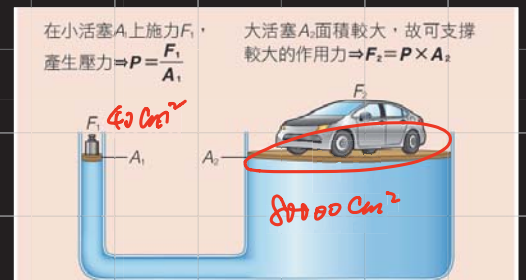 在小活塞A₁上施力F₁，
產生壓力⇒P=F₁/A₁
大活塞A₂面積較大，故可支撐
較大的作用力⇒F₂=P×A₂
F₂
40 cm²
F₁
A₁
A₂
80000 cm²